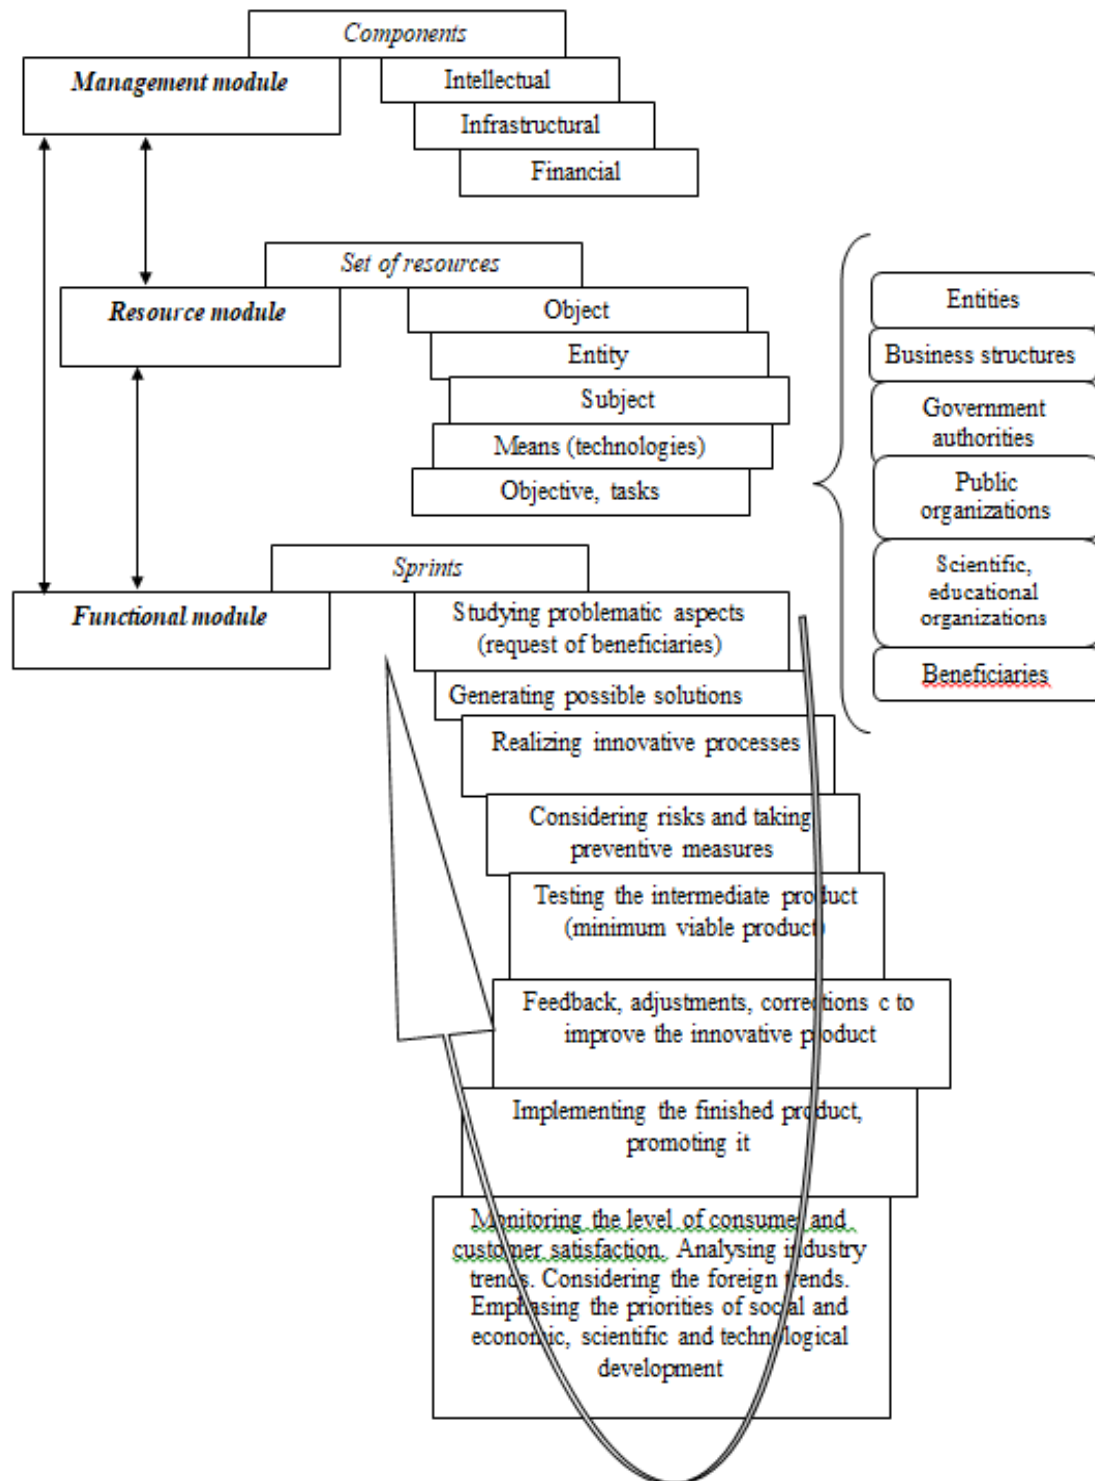 Components
Management module
Intellectual
Infrastructural
Financial
Set of resources
Resource module
Object
Entity
Subject
Means (technologies)
Objective, tasks
Entities
Business structures
Government
authorities
Public
organizations
Scientific,
educational
organizations
Beneficiaries
Sprints
Functional module
Studying problematic aspects
(request of beneficiaries)
Generating possible solutions
Realizing innovative processes
Considering risks and taking
preventive measures
Testing the intermediate product
(minimum viable product)
Feedback, adjustments, corrections c to
improve the innovative product
Implementing the finished product,
promoting it
Monitoring the level of consumer and
customer satisfaction. Analysing industry
trends. Considering the foreign trends.
Emphasing the priorities of social and
economic, scientific and technological
development